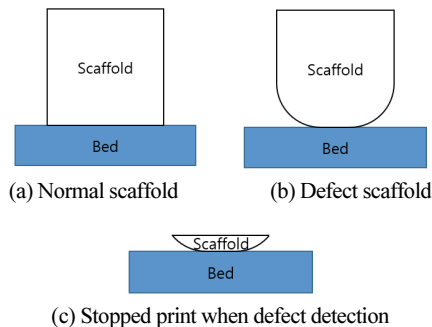 Scaffold
Scaffold
Bed
Bed
(a) Normal scaffold
(b) Defect scaffold
Scaffold
Bed
(c) Stopped print when defect detection